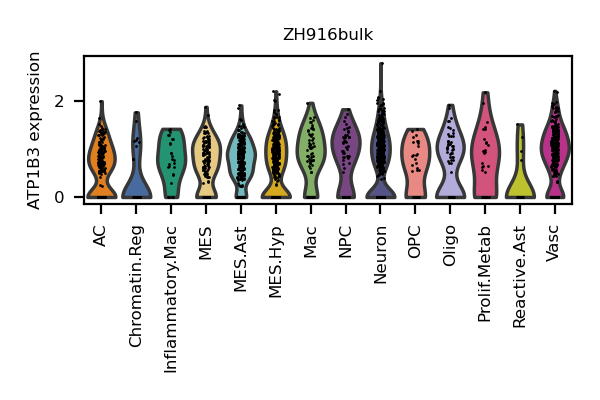 ZH916bulk
ATP1B3 expression
2
0
AC
Chromatin.Reg
Inflammatory.Mac
MES
MES.Ast
MES.Hyp
Mac
NPC
Neuron
OPC
Oligo
Prolif.Metab
Reactive.Ast
Vasc